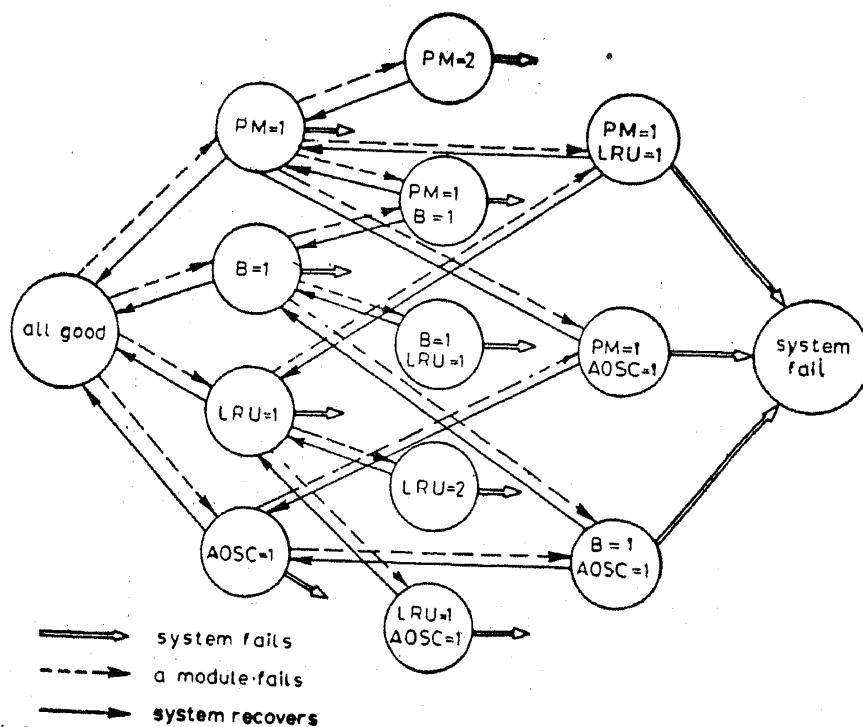 PM=2
PM=1
PM=1
LRU=1
PM=1
B=1
B=1
all good
B=1
LRU=1
PM=1
AOSC=1
system
fail
LRU=1
LRU=2
AOSC=1
B=1
AOSC=1
LRU=1
AOSC=1
system fails
a module fails
system recovers